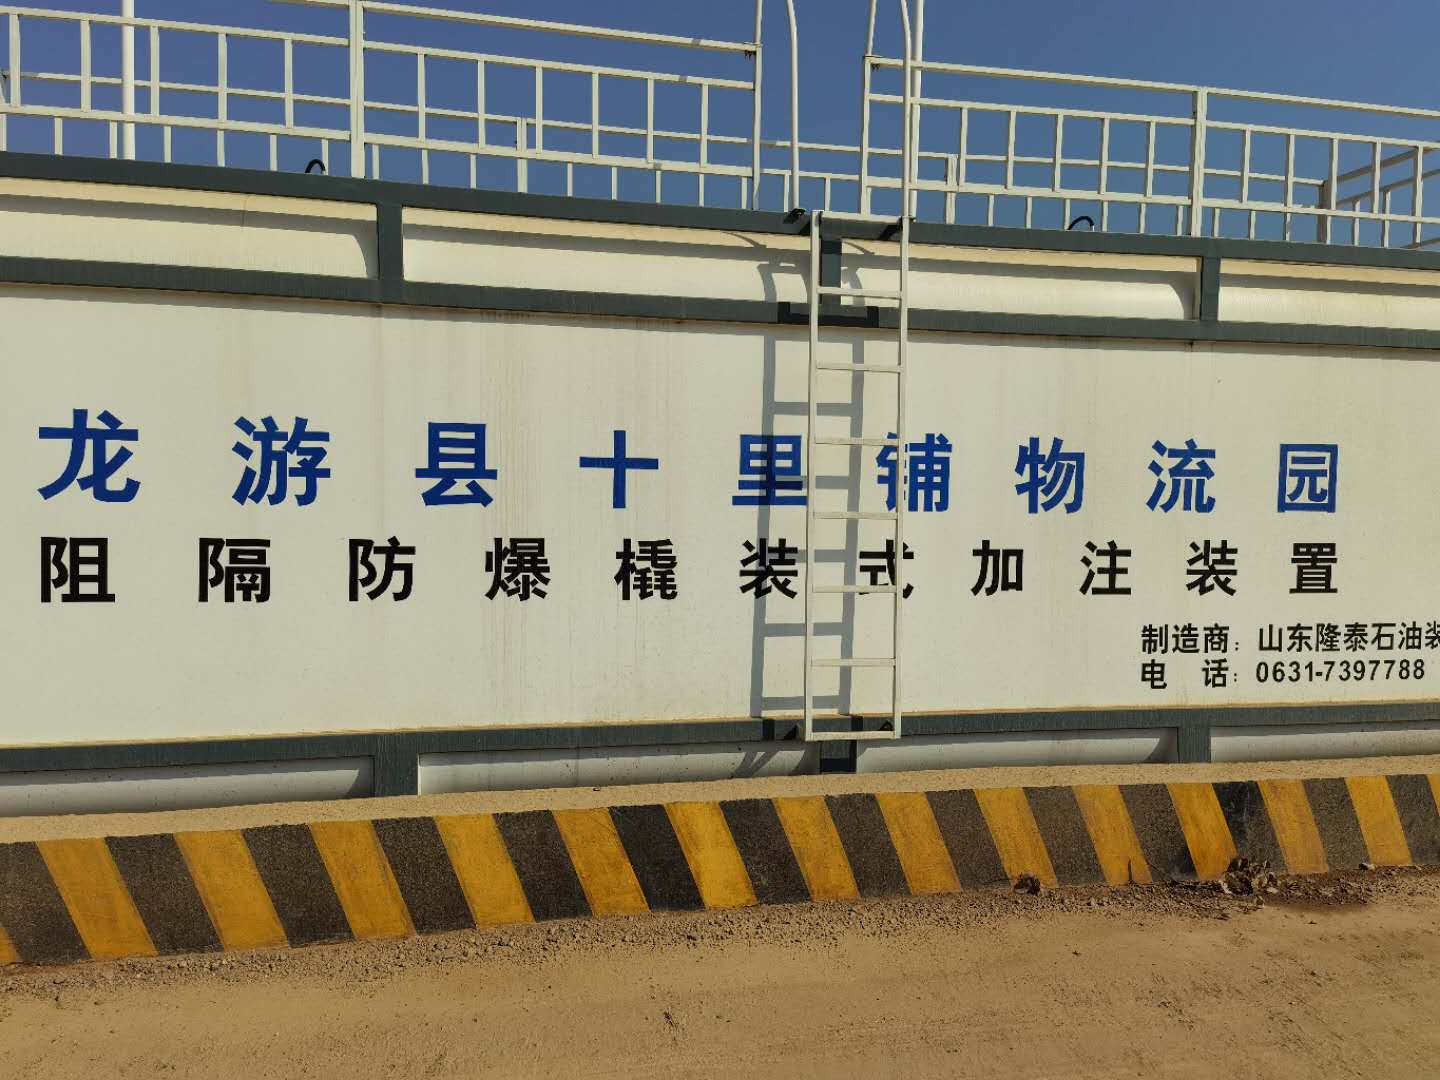 龙游县十里铺物流园
阻隔防爆橇装式加注装置
制造商：山东隆泰石油装
电 话：0631-7397788